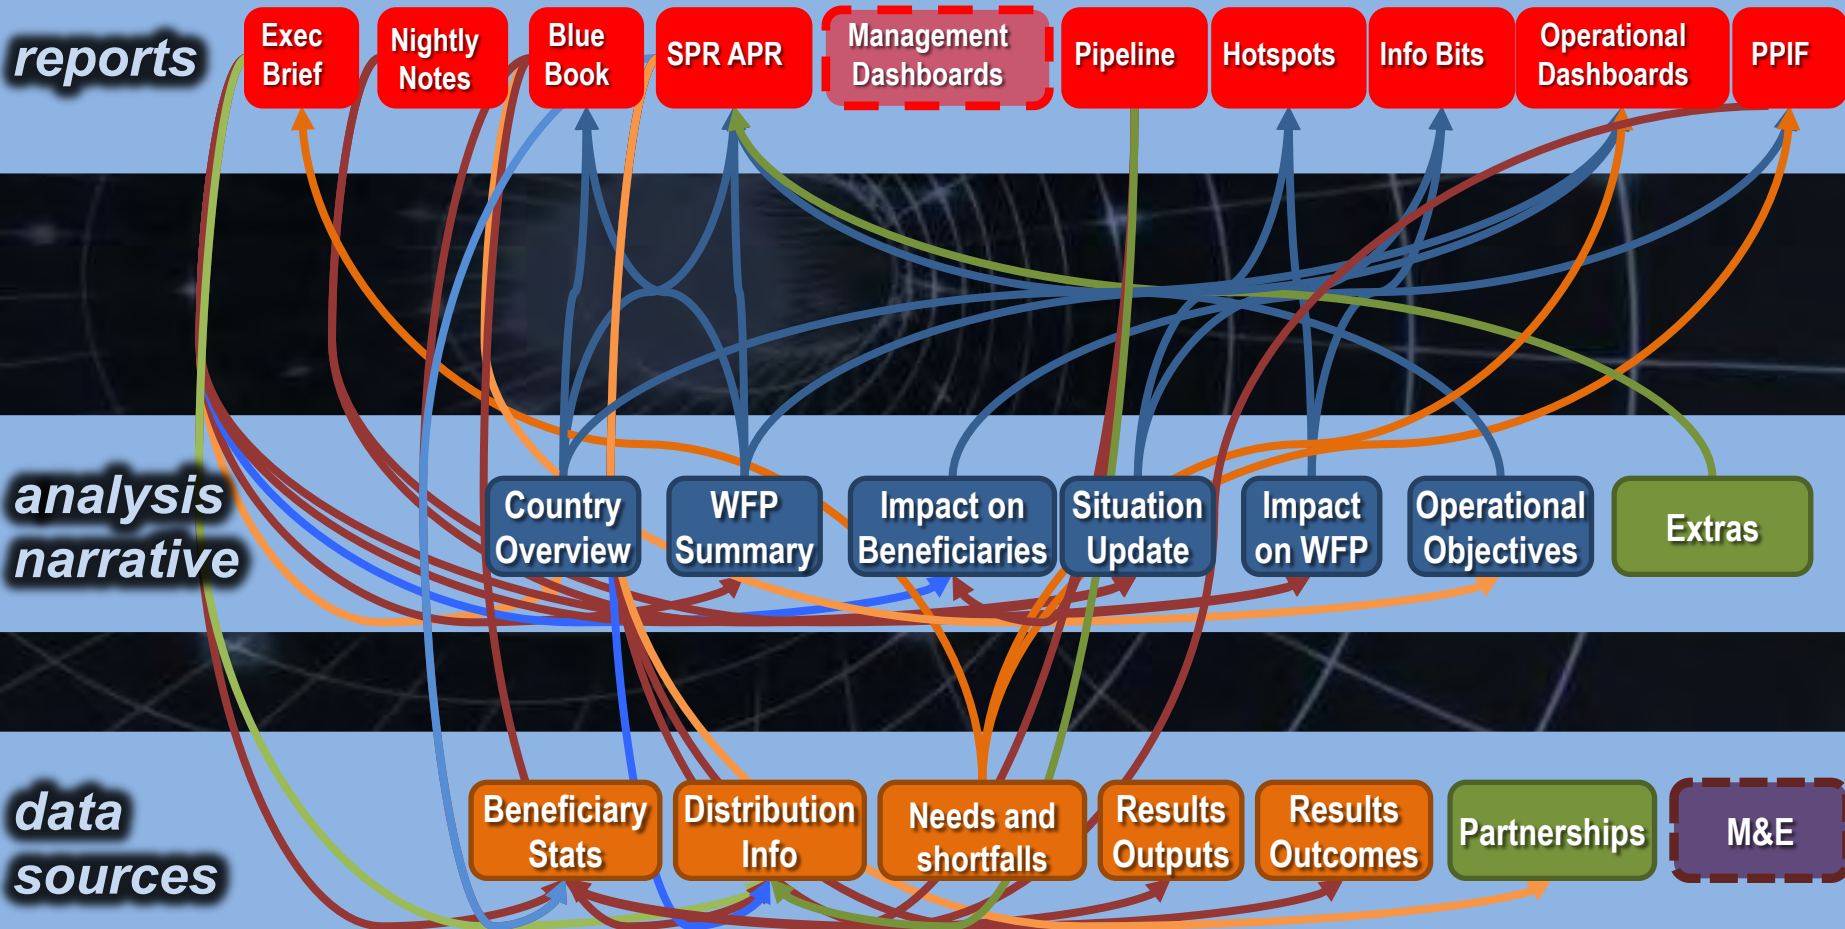 reports
Exec
Brief
Nightly
Notes
Blue
Book
SPR APR
Management
Dashboards
Pipeline
Hotspots
Info Bits
Operational
Dashboards
PPIF
analysis
narrative
Country
Overview
WFP
Summary
Impact on
Beneficiaries
Situation
Update
Impact
on WFP
Operational
Objectives
Extras
data
sources
Beneficiary
Stats
Distribution
Info
Needs and
shortfalls
Results
Outputs
Results
Outcomes
Partnerships
M&E